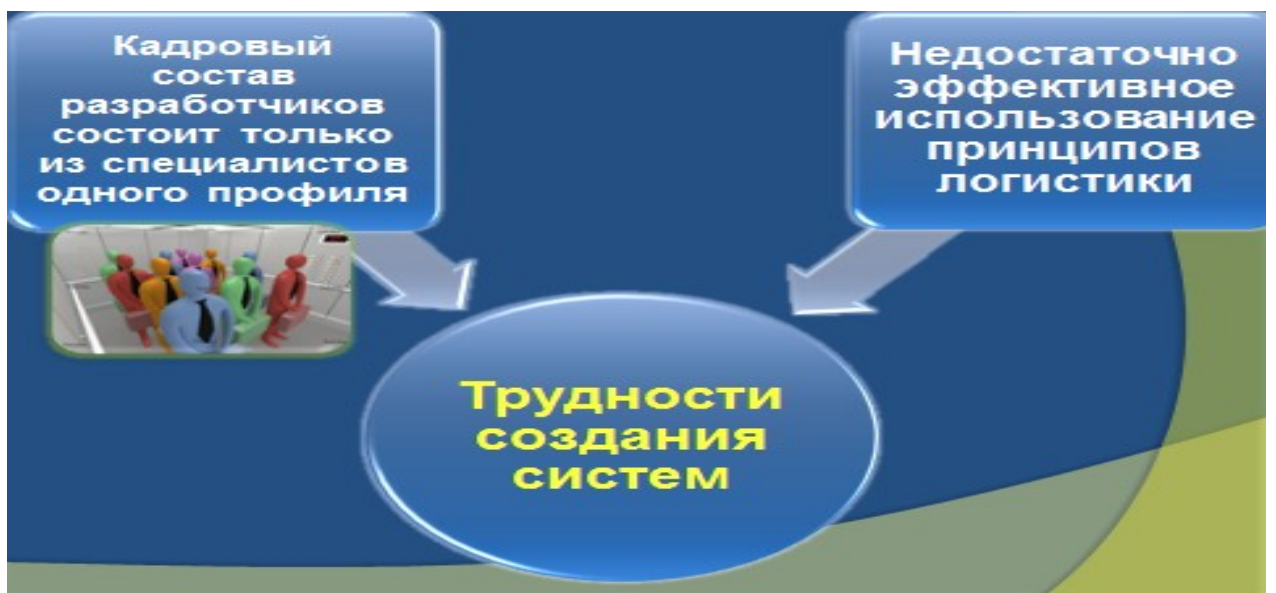 Кадровый
состав
разработчиков
состоит только
из специалистов
одного профиля
Недостаточно
эффективное
использование
принципов
логистики
Трудности
создания
систем